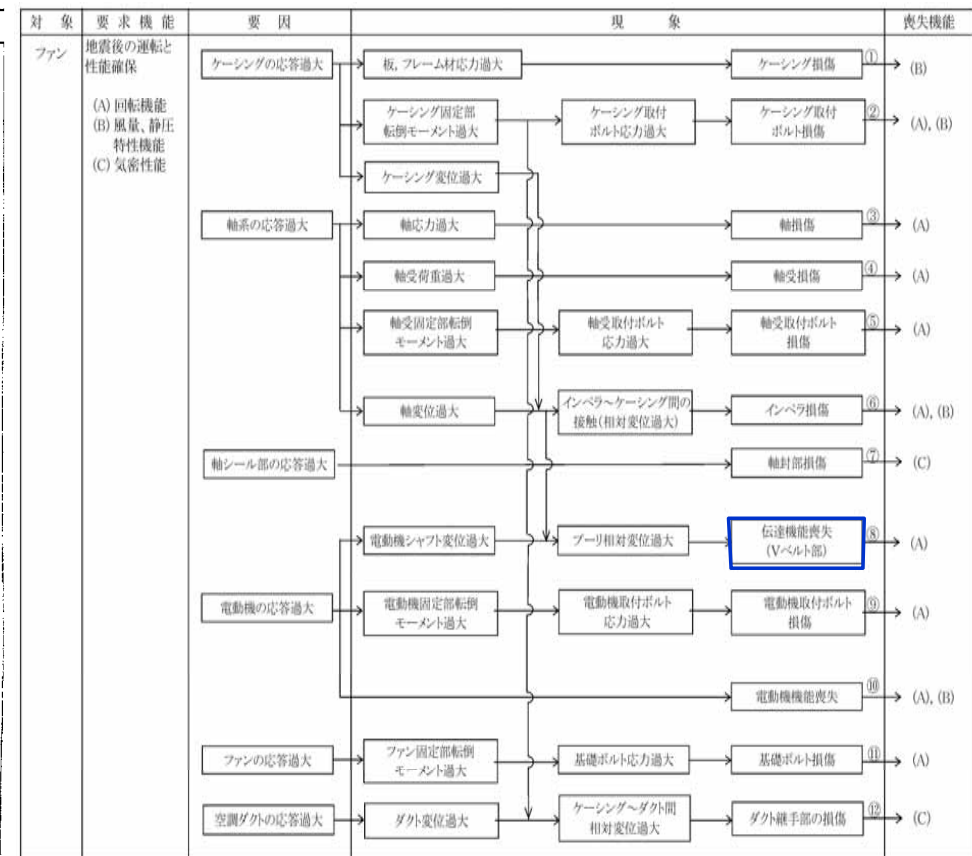 対 象 要 求 機 能 要 因 現 象 喪失機能
ファン
地震後の運転と
性能確保
(A) 回転機能
(B) 風量、静圧
特性機能
(C) 気密性能
ケーシングの応答過大
板, フレーム材応力過大
ケーシング損傷
①
(B)
ケーシング固定部
転倒モーメント過大
ケーシング取付
ボルト応力過大
ケーシング取付
ボルト損傷
②
(A), (B)
ケーシング変位過大
軸系の応答過大
軸応力過大
軸損傷
③
(A)
軸受荷重過大
軸受損傷
④
(A)
軸受固定部転倒
モーメント過大
軸受取付ボルト
応力過大
軸受取付ボルト
損傷
⑤
(A)
軸変位過大
インペラ～ケーシング間の
接触(相対変位過大)
インペラ損傷
⑥
(A), (B)
軸シール部の応答過大
軸封部損傷
⑦
(C)
電動機シャフト変位過大
プーリ相対変位過大
伝達機能喪失
(Vベルト部)
⑧
(A)
電動機の応答過大
電動機固定部転倒
モーメント過大
電動機取付ボルト
応力過大
電動機取付ボルト
損傷
⑨
(A)
電動機機能喪失
⑩
(A), (B)
ファンの応答過大
ファン固定部転倒
モーメント過大
基礎ボルト応力過大
基礎ボルト損傷
⑪
(A)
空調ダクトの応答過大
ダクト変位過大
ケーシング～ダクト間
相対変位過大
ダクト継手部の損傷
⑫
(C)